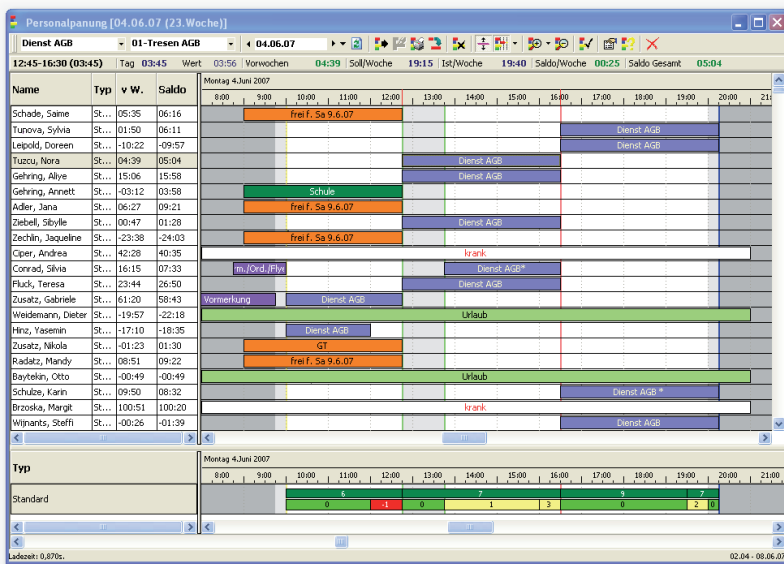 Personalpanung [04.06.07 (23.Woche)]
Dienst AGB 01-Tresen AGB 04.06.07
12:45-16:30 (03:45) Tag 03:45 Wert 03:56 Vorwochen 04:39 Soll/Woche 19:15 Ist/Woche 19:40 Saldo/Woche 00:25 Saldo Gesamt 05:04
Name Typ v W. Saldo Montag 4.Juni 2007
8:00 9:00 10:00 11:00 12:00 13:00 14:00 15:00 16:00 17:00 18:00 19:00 20:00 21:
Schade, Saime St... 05:35 06:16 frei f. Sa 9.6.07
Tunova, Sylvia St... 01:50 06:11 Dienst AGB
Leipold, Doreen St... -10:22 -09:57 Dienst AGB
Tuzcu, Nora St... 04:39 05:04 Dienst AGB
Gehring, Aliye St... 15:06 15:58 Dienst AGB
Gehring, Annett St... -03:12 03:58 Schule
Adler, Jana St... 06:27 09:21 frei f. Sa 9.6.07
Ziebell, Sibylle St... 00:47 01:28 Dienst AGB
Zechlin, Jaqueline St... -23:38 -24:03 frei f. Sa 9.6.07
Ciper, Andrea St... 42:28 40:35 krank
Conrad, Silvia St... 16:15 07:33 m./Ord./Flye Dienst AGB*
Fluck, Teresa St... 23:44 26:50 Dienst AGB
Zusatz, Gabriele St... 61:20 58:43 Vormerkung Dienst AGB
Weidemann, Dieter St... -19:57 -22:18 Urlaub
Hinz, Yasemin St... -17:10 -18:35 Dienst AGB
Zusatz, Nikola St... -01:23 01:30 GT
Radatz, Mandy St... 08:51 09:22 frei f. Sa 9.6.07
Baytekin, Otto St... -00:49 -00:49 Urlaub
Schulze, Karin St... 09:50 08:32 Dienst AGB *
Brzoska, Margit St... 100:51 100:20 krank
Wijnants, Steffi St... -00:26 -01:39 Dienst AGB
Typ Montag 4.Juni 2007
8:00 9:00 10:00 11:00 12:00 13:00 14:00 15:00 16:00 17:00 18:00 19:00 20:00 21:
Standard 6 7 9 7
0 -1 0 1 3 0 2 0
Ladezeit: 0,870s. 02.04 - 08.06.07